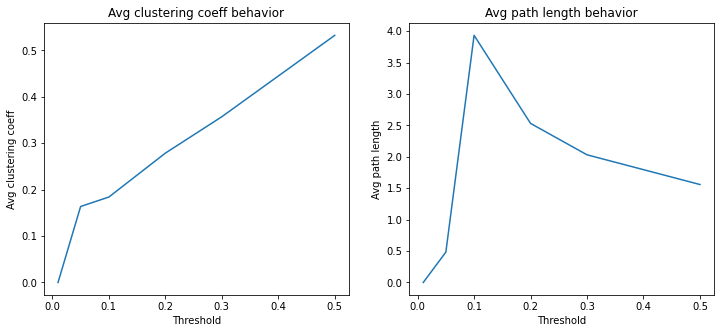 Avg clustering coeff behavior
Avg clustering coeff
0.5
0.4
0.3
0.2
0.1
0.0
0.0 0.1 0.2 0.3 0.4 0.5
Threshold
Avg path length behavior
Avg path length
4.0
3.5
3.0
2.5
2.0
1.5
1.0
0.5
0.0
0.0 0.1 0.2 0.3 0.4 0.5
Threshold